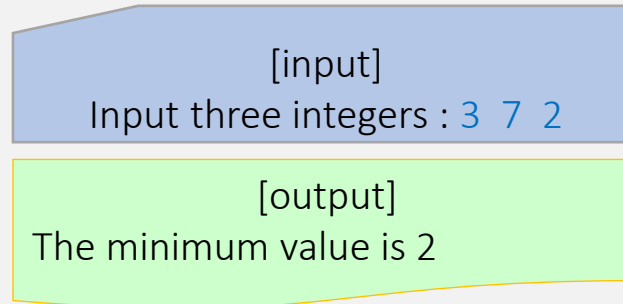 [input]
Input three integers : 3 7 2
[output]
The minimum value is 2